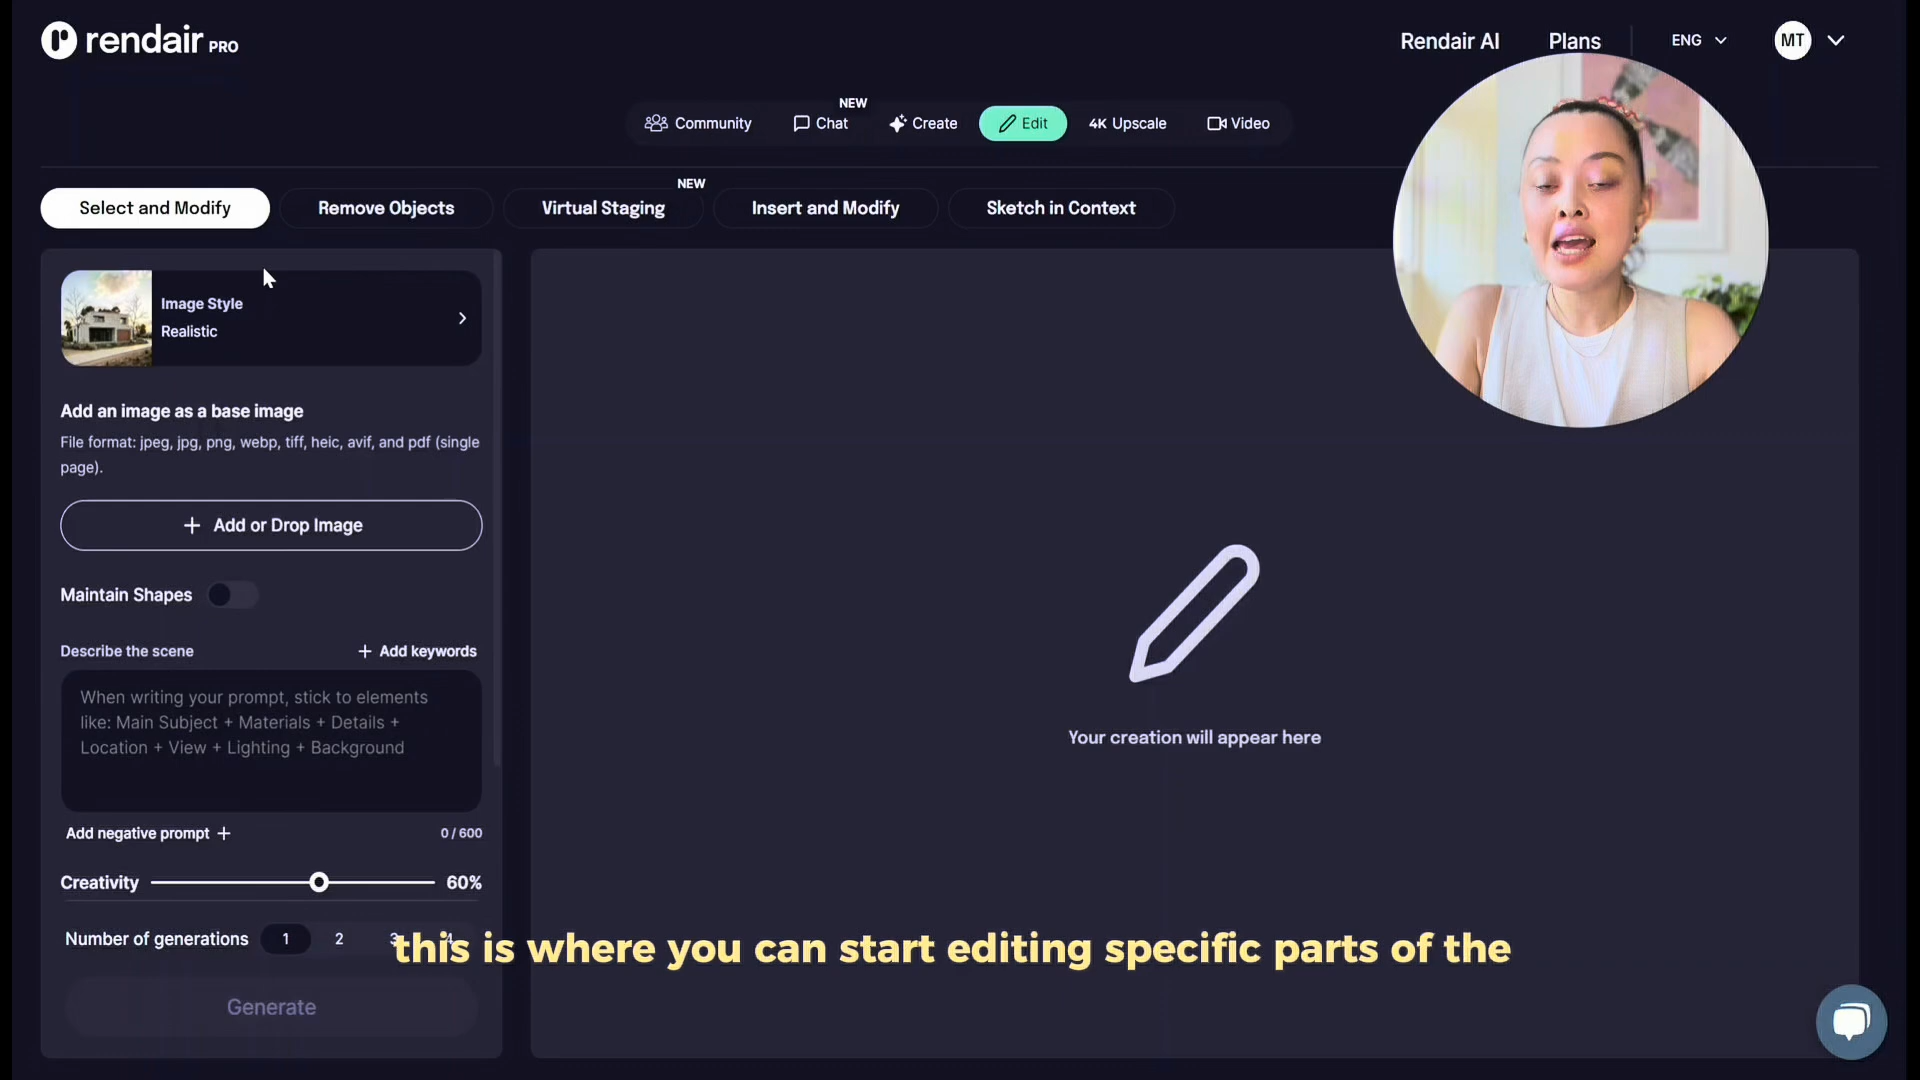 rendair PRO
Rendair AI
Plans
ENG
MT
Community
NEW
Chat
Create
Edit
4K Upscale
Video
Select and Modify
Remove Objects
NEW
Virtual Staging
Insert and Modify
Sketch in Context
Image Style
Realistic
Add an image as a base image
File format: jpeg, jpg, png, webp, tiff, heic, avif, and pdf (single
page).
+ Add or Drop Image
Maintain Shapes
Describe the scene
+ Add keywords
When writing your prompt, stick to elements
like: Main Subject + Materials + Details +
Location + View + Lighting + Background
Add negative prompt +
0 / 600
Creativity
60%
Number of generations
1
2
3
4
Generate
Your creation will appear here
this is where you can start editing specific parts of the